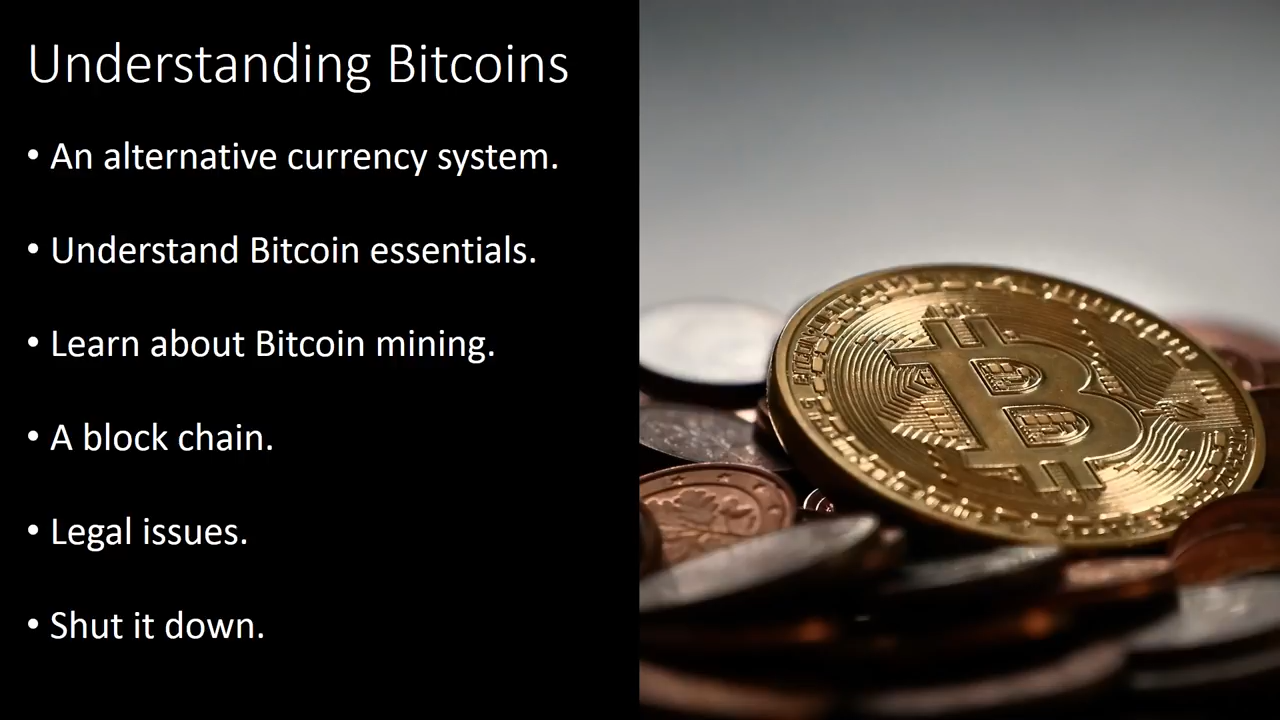 Understanding Bitcoins
• An alternative currency system.
• Understand Bitcoin essentials.
• Learn about Bitcoin mining.
• A block chain.
• Legal issues.
• Shut it down.